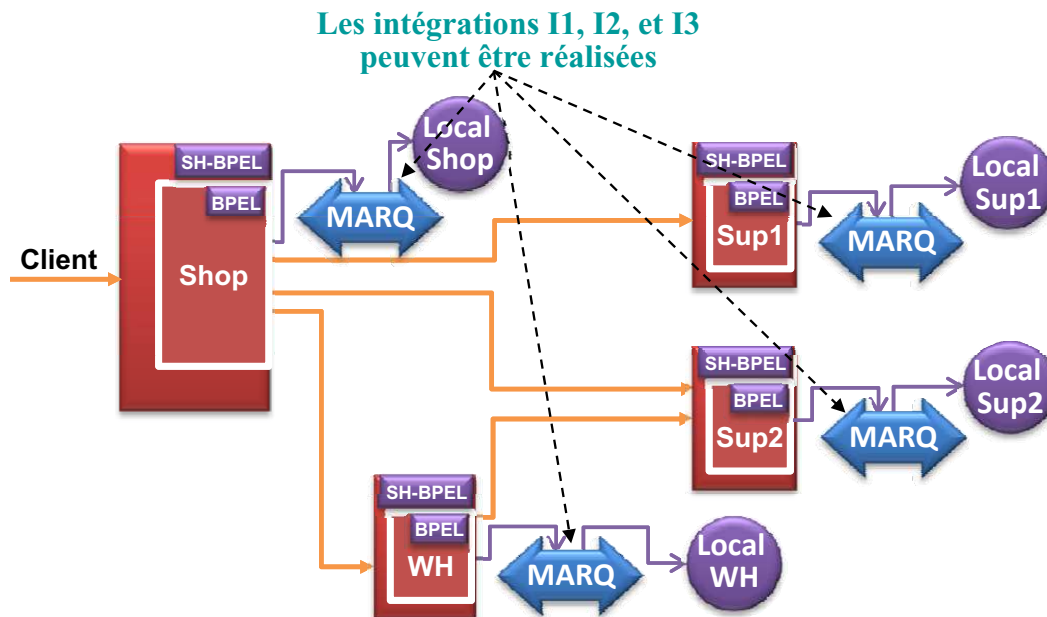 Les intégrations I1, I2, et I3
peuvent être réalisées
Local
Shop
SH-BPEL
BPEL
MARQ
Client
Shop
SH-BPEL
BPEL
Sup1
MARQ
Local
Sup1
SH-BPEL
BPEL
Sup2
MARQ
Local
Sup2
SH-BPEL
BPEL
WH
MARQ
Local
WH